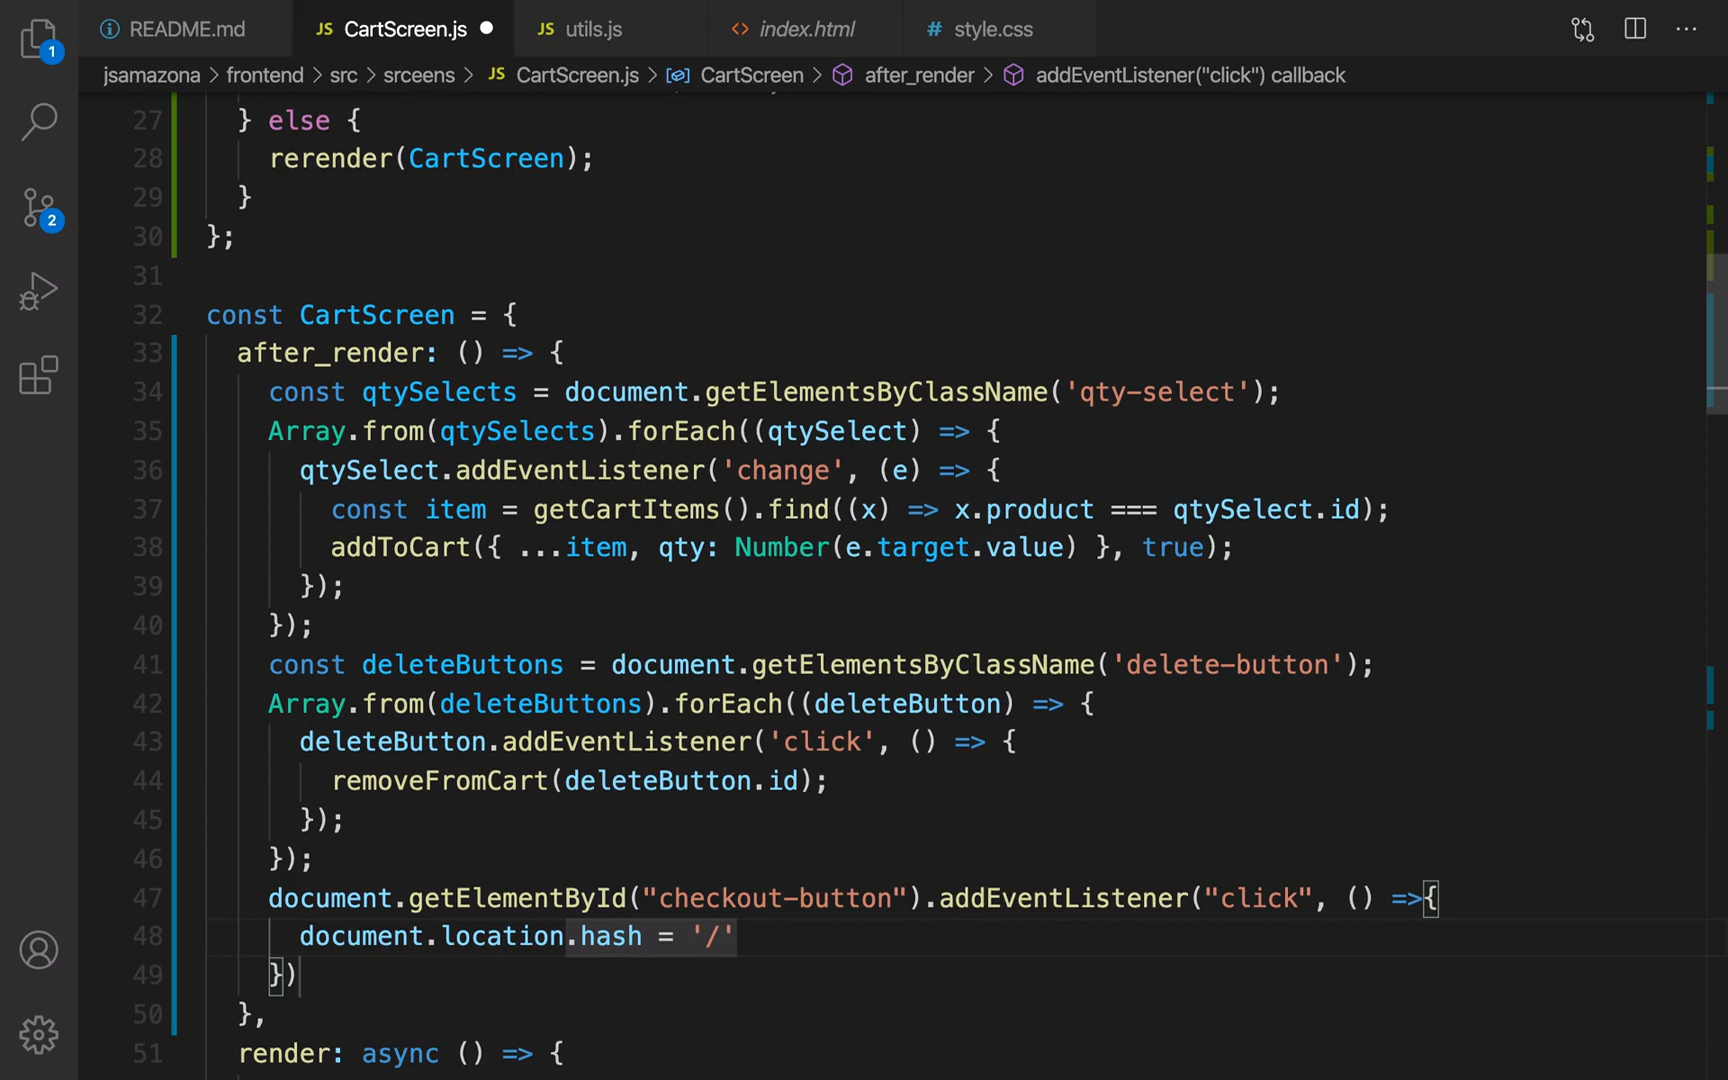 README.md
JS CartScreen.js
JS utils.js
<> index.html
# style.css
1
jsamazona > frontend > src > srceens > JS CartScreen.js > CartScreen > after_render > addEventListener("click") callback
2
27 } else {
28 rerender(CartScreen);
29 }
30 };
31
32 const CartScreen = {
33 after_render: () => {
34 const qtySelects = document.getElementsByClassName('qty-select');
35 Array.from(qtySelects).forEach((qtySelect) => {
36 qtySelect.addEventListener('change', (e) => {
37 const item = getCartItems().find((x) => x.product === qtySelect.id);
38 addToCart({ ...item, qty: Number(e.target.value) }, true);
39 });
40 });
41 const deleteButtons = document.getElementsByClassName('delete-button');
42 Array.from(deleteButtons).forEach((deleteButton) => {
43 deleteButton.addEventListener('click', () => {
44 removeFromCart(deleteButton.id);
45 });
46 });
47 document.getElementById("checkout-button").addEventListener("click", () =>{
48 document.location.hash = '/'
49 })
50 },
51 render: async () => {